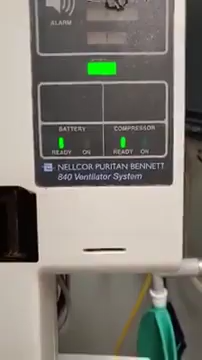 ALARM
BATTERY COMPRESSOR
READY ON READY ON
NELLCOR PURITAN BENNETT
840 Ventilator System